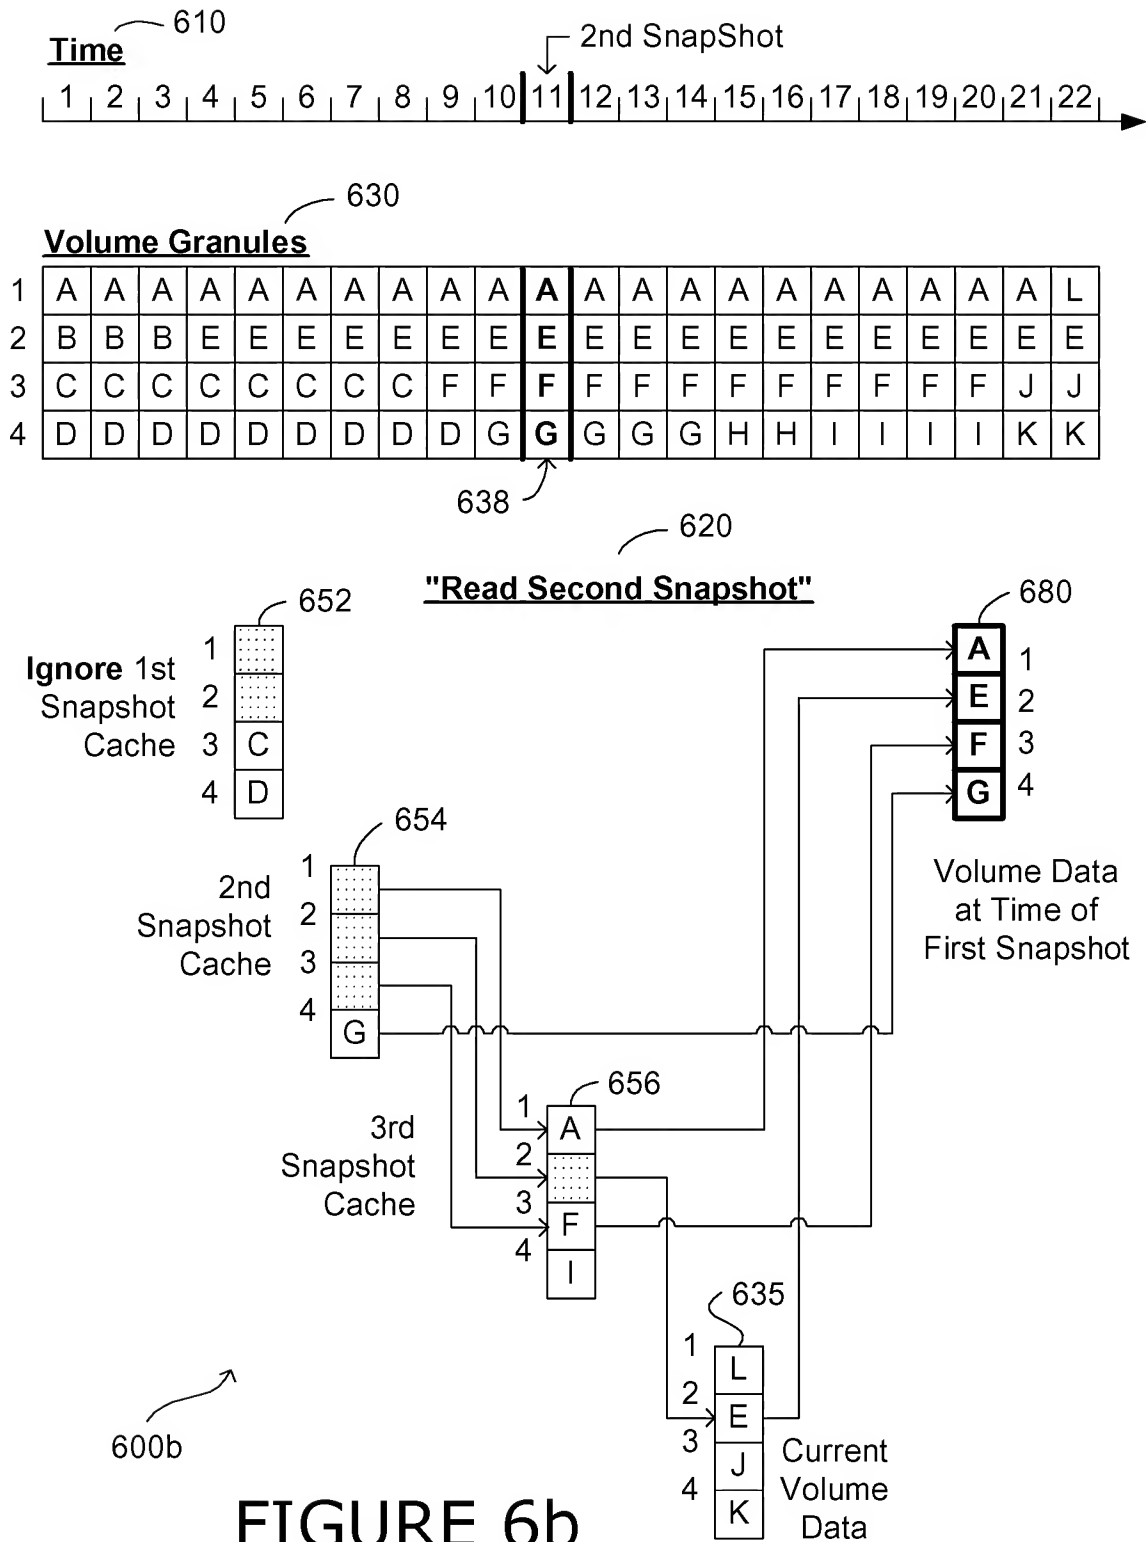 610
Time
2nd SnapShot
1 2 3 4 5 6 7 8 9 10 11 12 13 14 15 16 17 18 19 20 21 22
630
Volume Granules
1 A A A A A A A A A A A A A A A A A A A A A L
2 B B B E E E E E E E E E E E E E E E E E E E
3 C C C C C C C C F F F F F F F F F F F F J J
4 D D D D D D D D D G G G G G H H I I I I K K
638
620
"Read Second Snapshot"
652
1
2
3 C
4 D
Ignore 1st
Snapshot
Cache
680
A 1
E 2
F 3
G 4
Volume Data
at Time of
First Snapshot
654
2nd
Snapshot
Cache
1
2
3
4
G
656
3rd
Snapshot
Cache
1 A
2
3 F
4 I
635
1 L
2 E
3 J
4 K
Current
Volume
Data
600b
FIGURE 6b